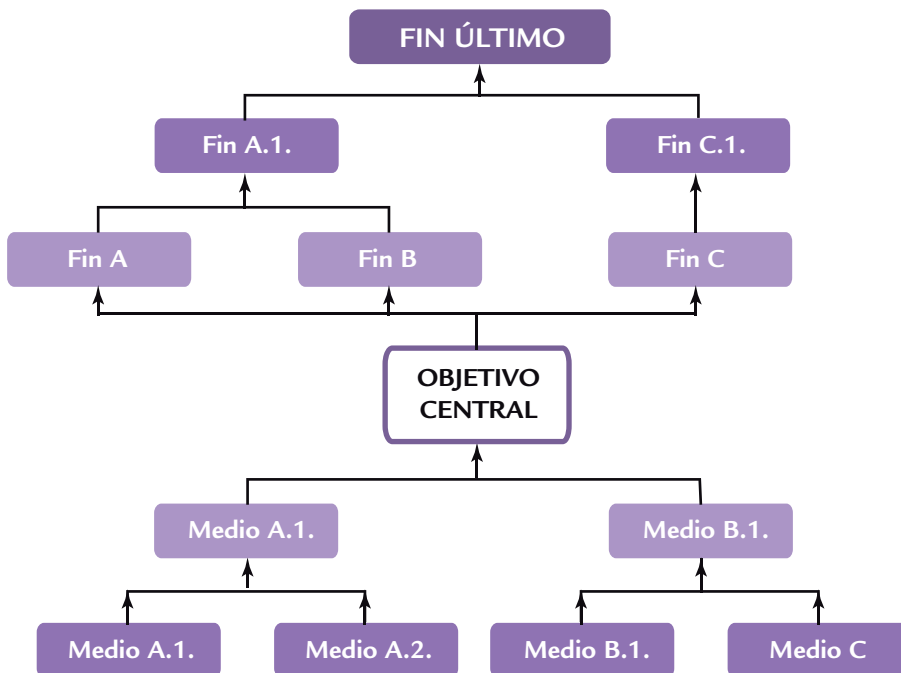 FIN ÚLTIMO
Fin A.1.
Fin C.1.
Fin A
Fin B
Fin C
OBJETIVO
CENTRAL
Medio A.1.
Medio B.1.
Medio A.1.
Medio A.2.
Medio B.1.
Medio C